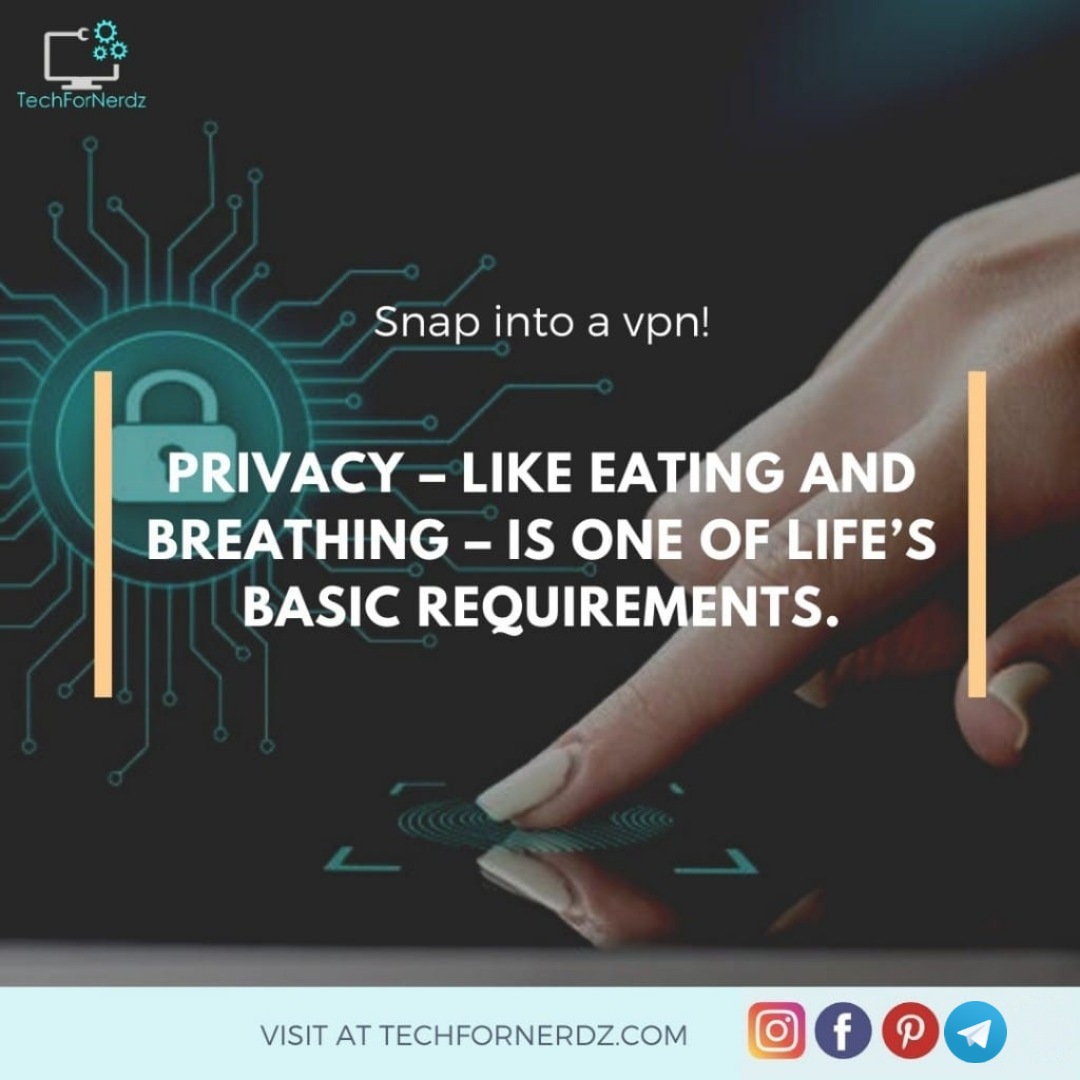 TechForNerdz
Snap into a vpn!
PRIVACY – LIKE EATING AND
BREATHING – IS ONE OF LIFE’S
BASIC REQUIREMENTS.
VISIT AT TECHFORNERDZ.COM